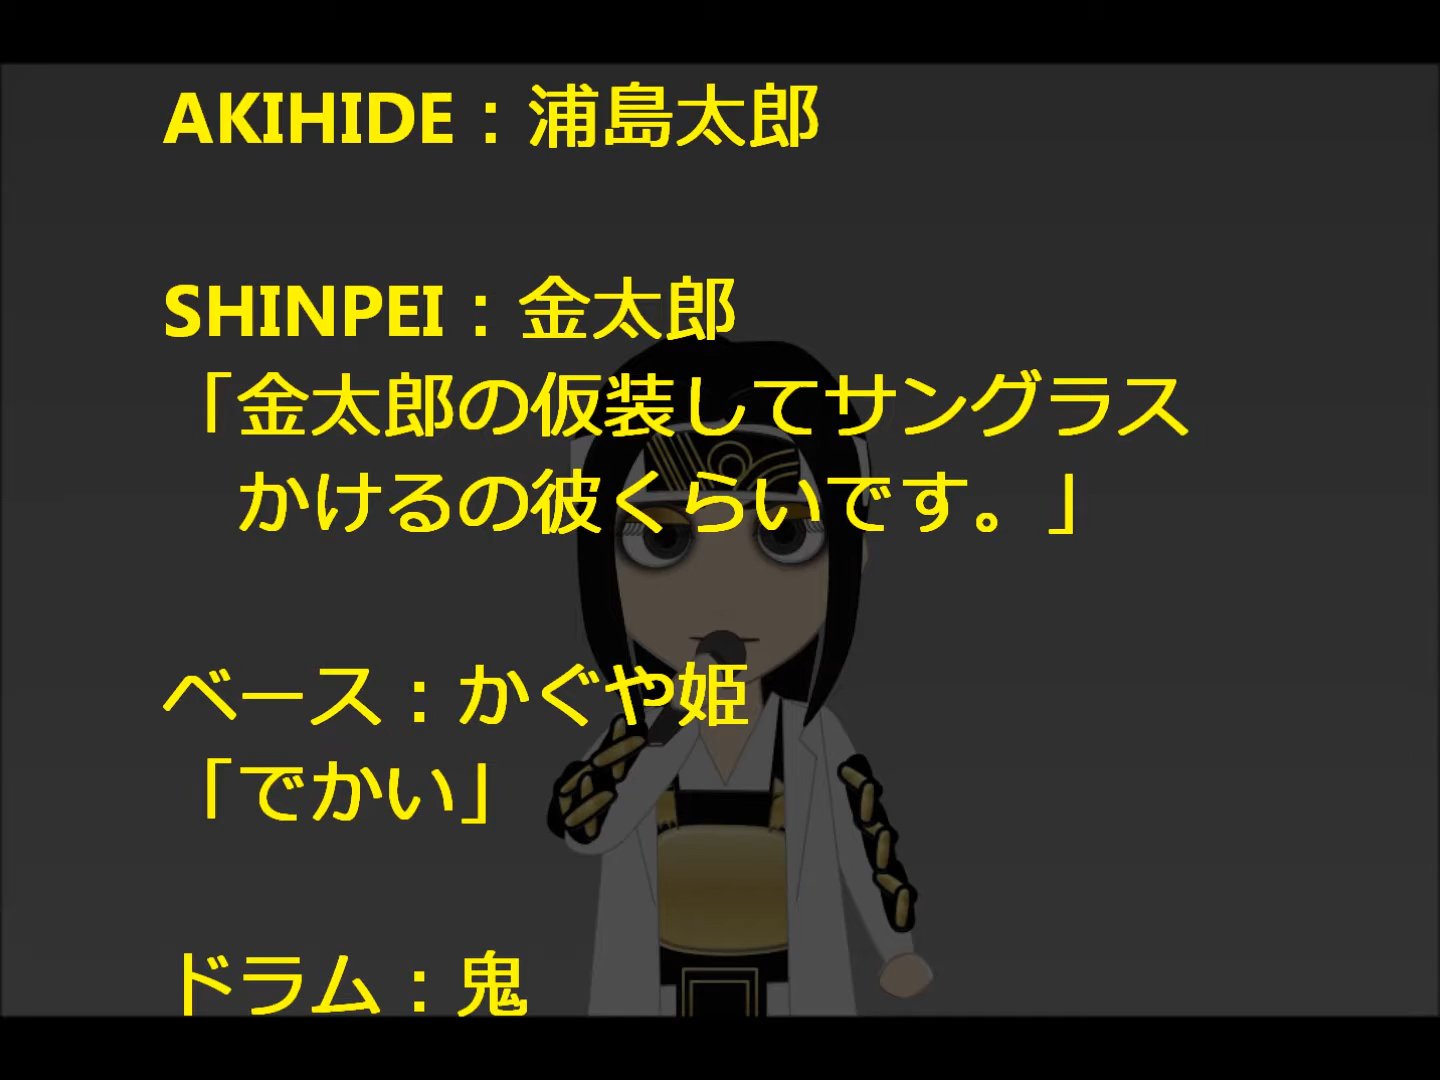 AKIHIDE：浦島太郎
SHINPEI：金太郎
「金太郎の仮装してサングラス
かけるの彼くらいです。」
ベース：かぐや姫
「でかい」
ドラム：鬼